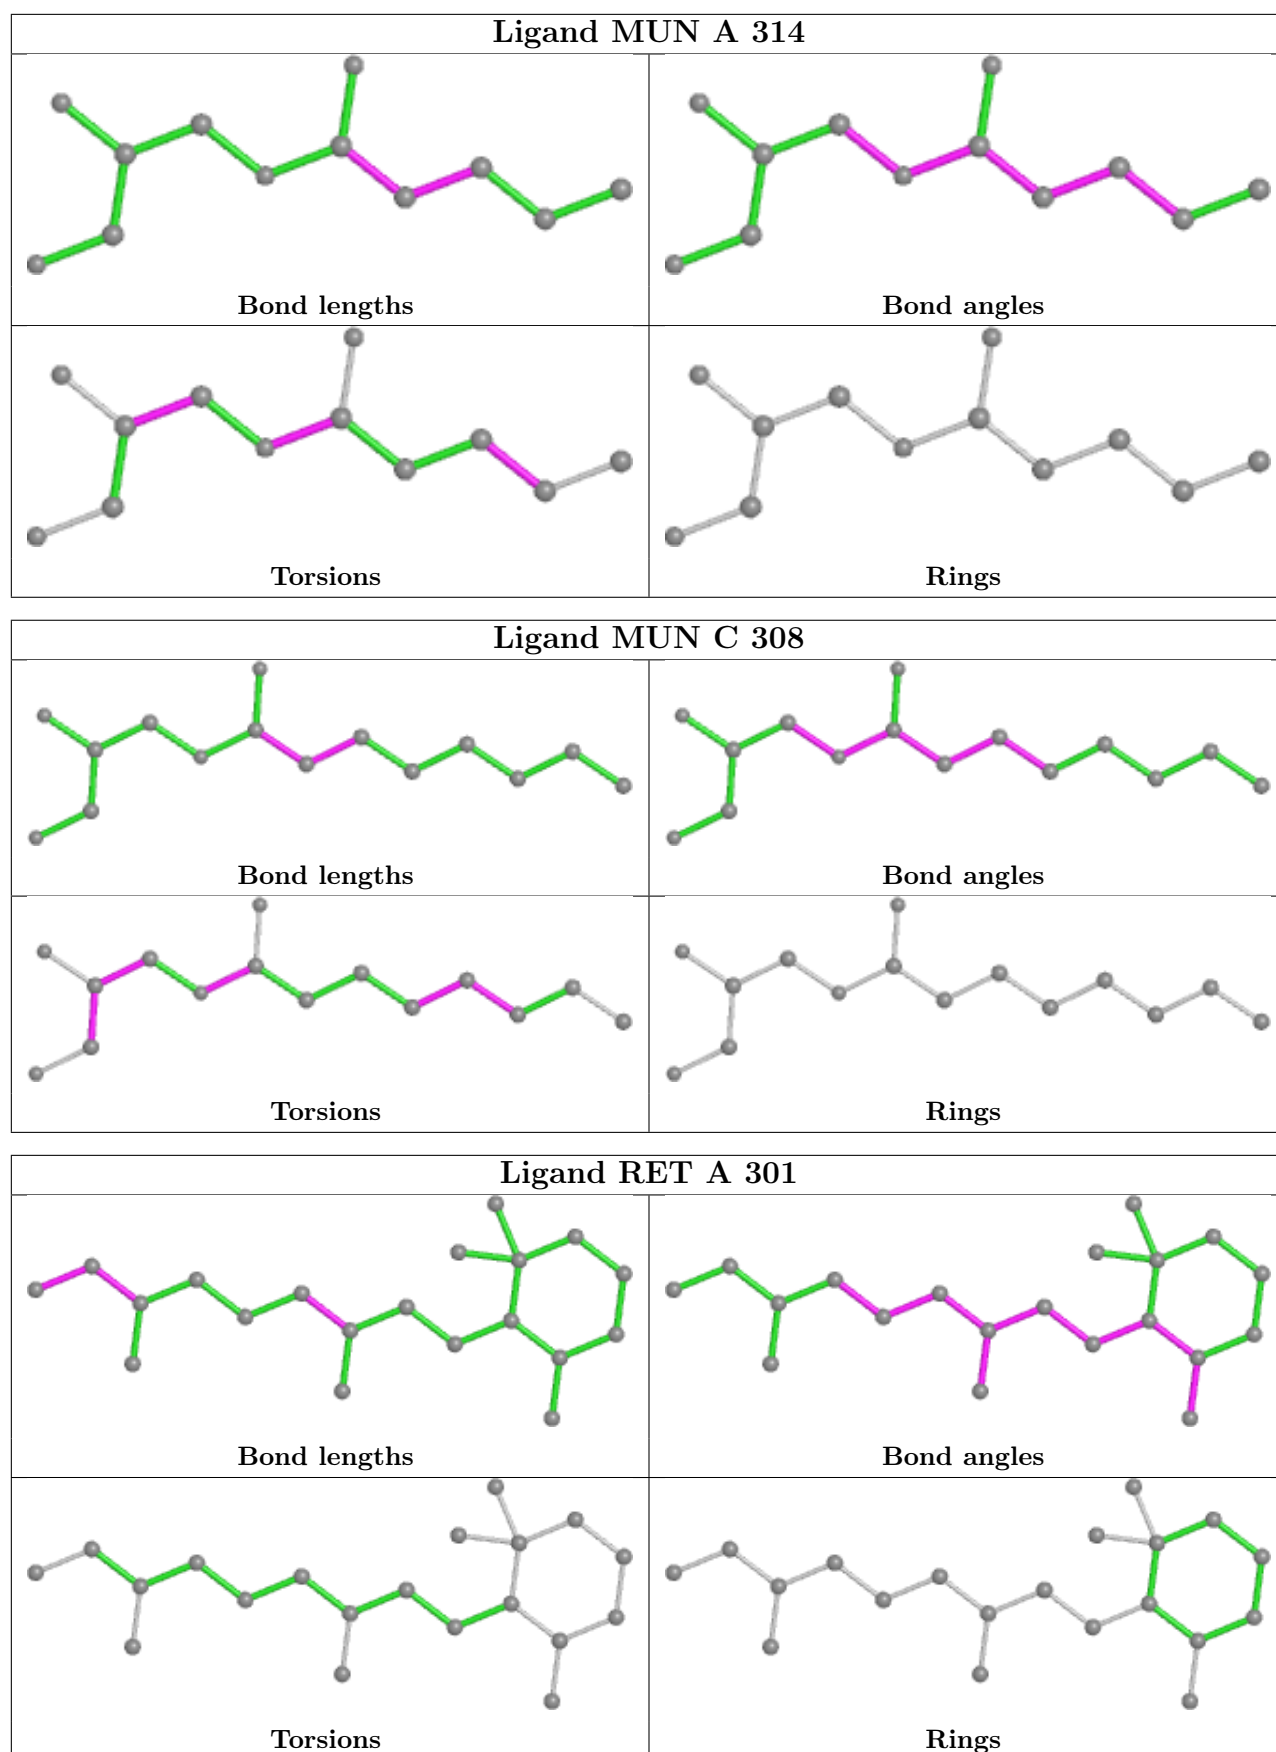 Ligand MUN A 314
Bond lengths
Bond angles
Torsions
Rings
Ligand MUN C 308
Bond lengths
Bond angles
Torsions
Rings
Ligand RET A 301
Bond lengths
Bond angles
Torsions
Rings